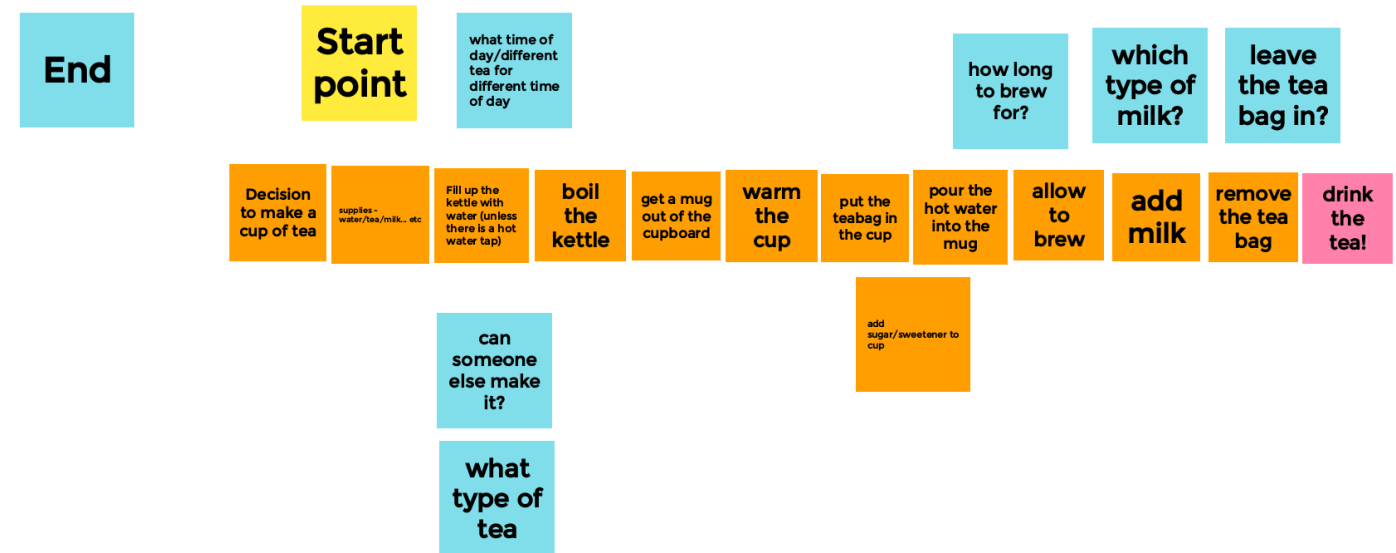 End
Start
point
what time of
day/different
tea for
different time
of day
how long
to brew
for?
which
type of
milk?
leave
the tea
bag in?
Decision
to make a
cup of tea
supplies -
water/tea/milk... etc
Fill up the
kettle with
water (unless
there is a hot
water tap)
boil
the
kettle
get a mug
out of the
cupboard
warm
the
cup
put the
teabag in
the cup
pour the
hot water
into the
mug
allow
to
brew
add
milk
remove
the tea
bag
drink
the
tea!
add
sugar/sweetener to
cup
can
someone
else make
it?
what
type of
tea